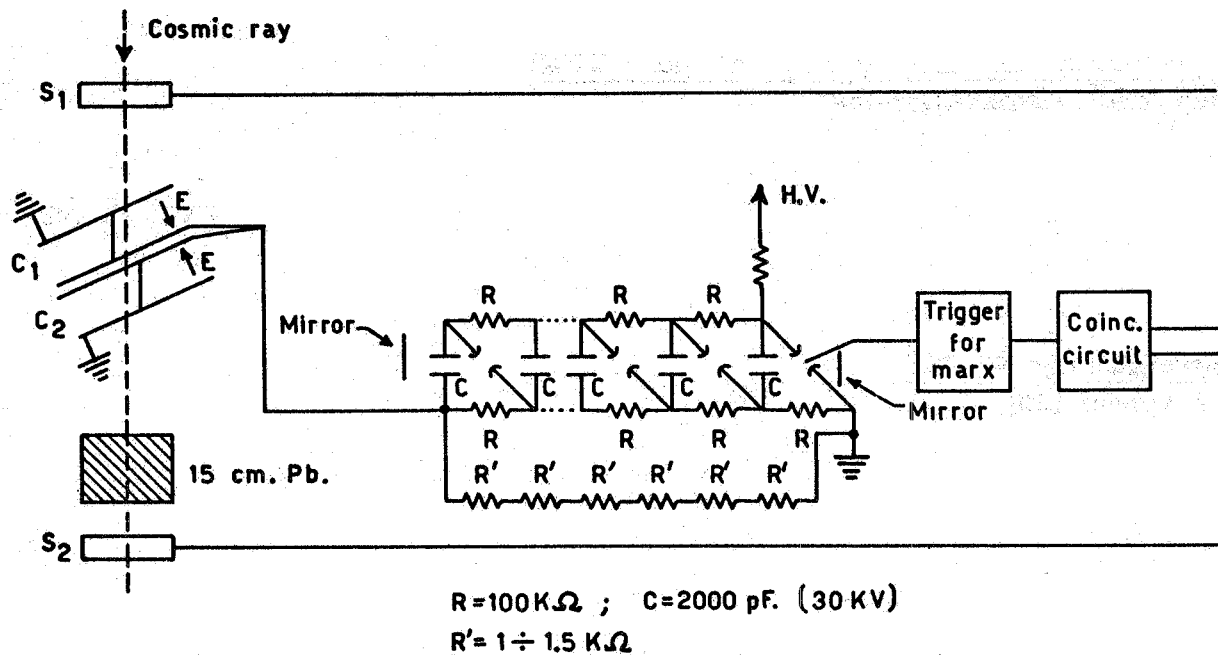 Cosmic ray
S1
E
H.V.
C1
E
C2
R
R
R
Mirror
Trigger
for
marx
Coinc.
circuit
C
C
C
C
C
Mirror
R
R
R
R
15 cm. Pb.
R'
R'
R'
R'
R'
R'
S2
R=100KΩ ; C=2000 pF. (30 KV)
R'= 1 ÷ 1.5 KΩ